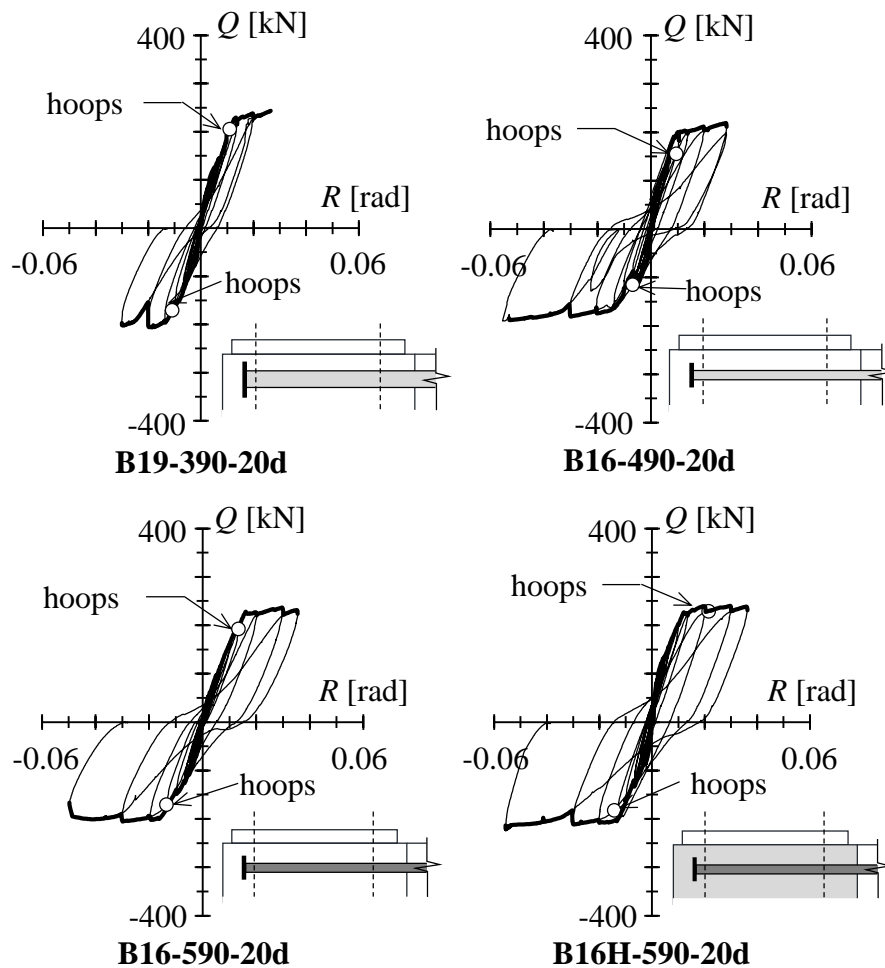 Q [kN]
400
hoops
R [rad]
-0.06
0.06
hoops
-400
B19-390-20d
Q [kN]
400
hoops
R [rad]
-0.06
0.06
hoops
-400
B16-490-20d
Q [kN]
400
hoops
R [rad]
-0.06
0.06
hoops
-400
B16-590-20d
Q [kN]
400
hoops
R [rad]
-0.06
0.06
hoops
-400
B16H-590-20d